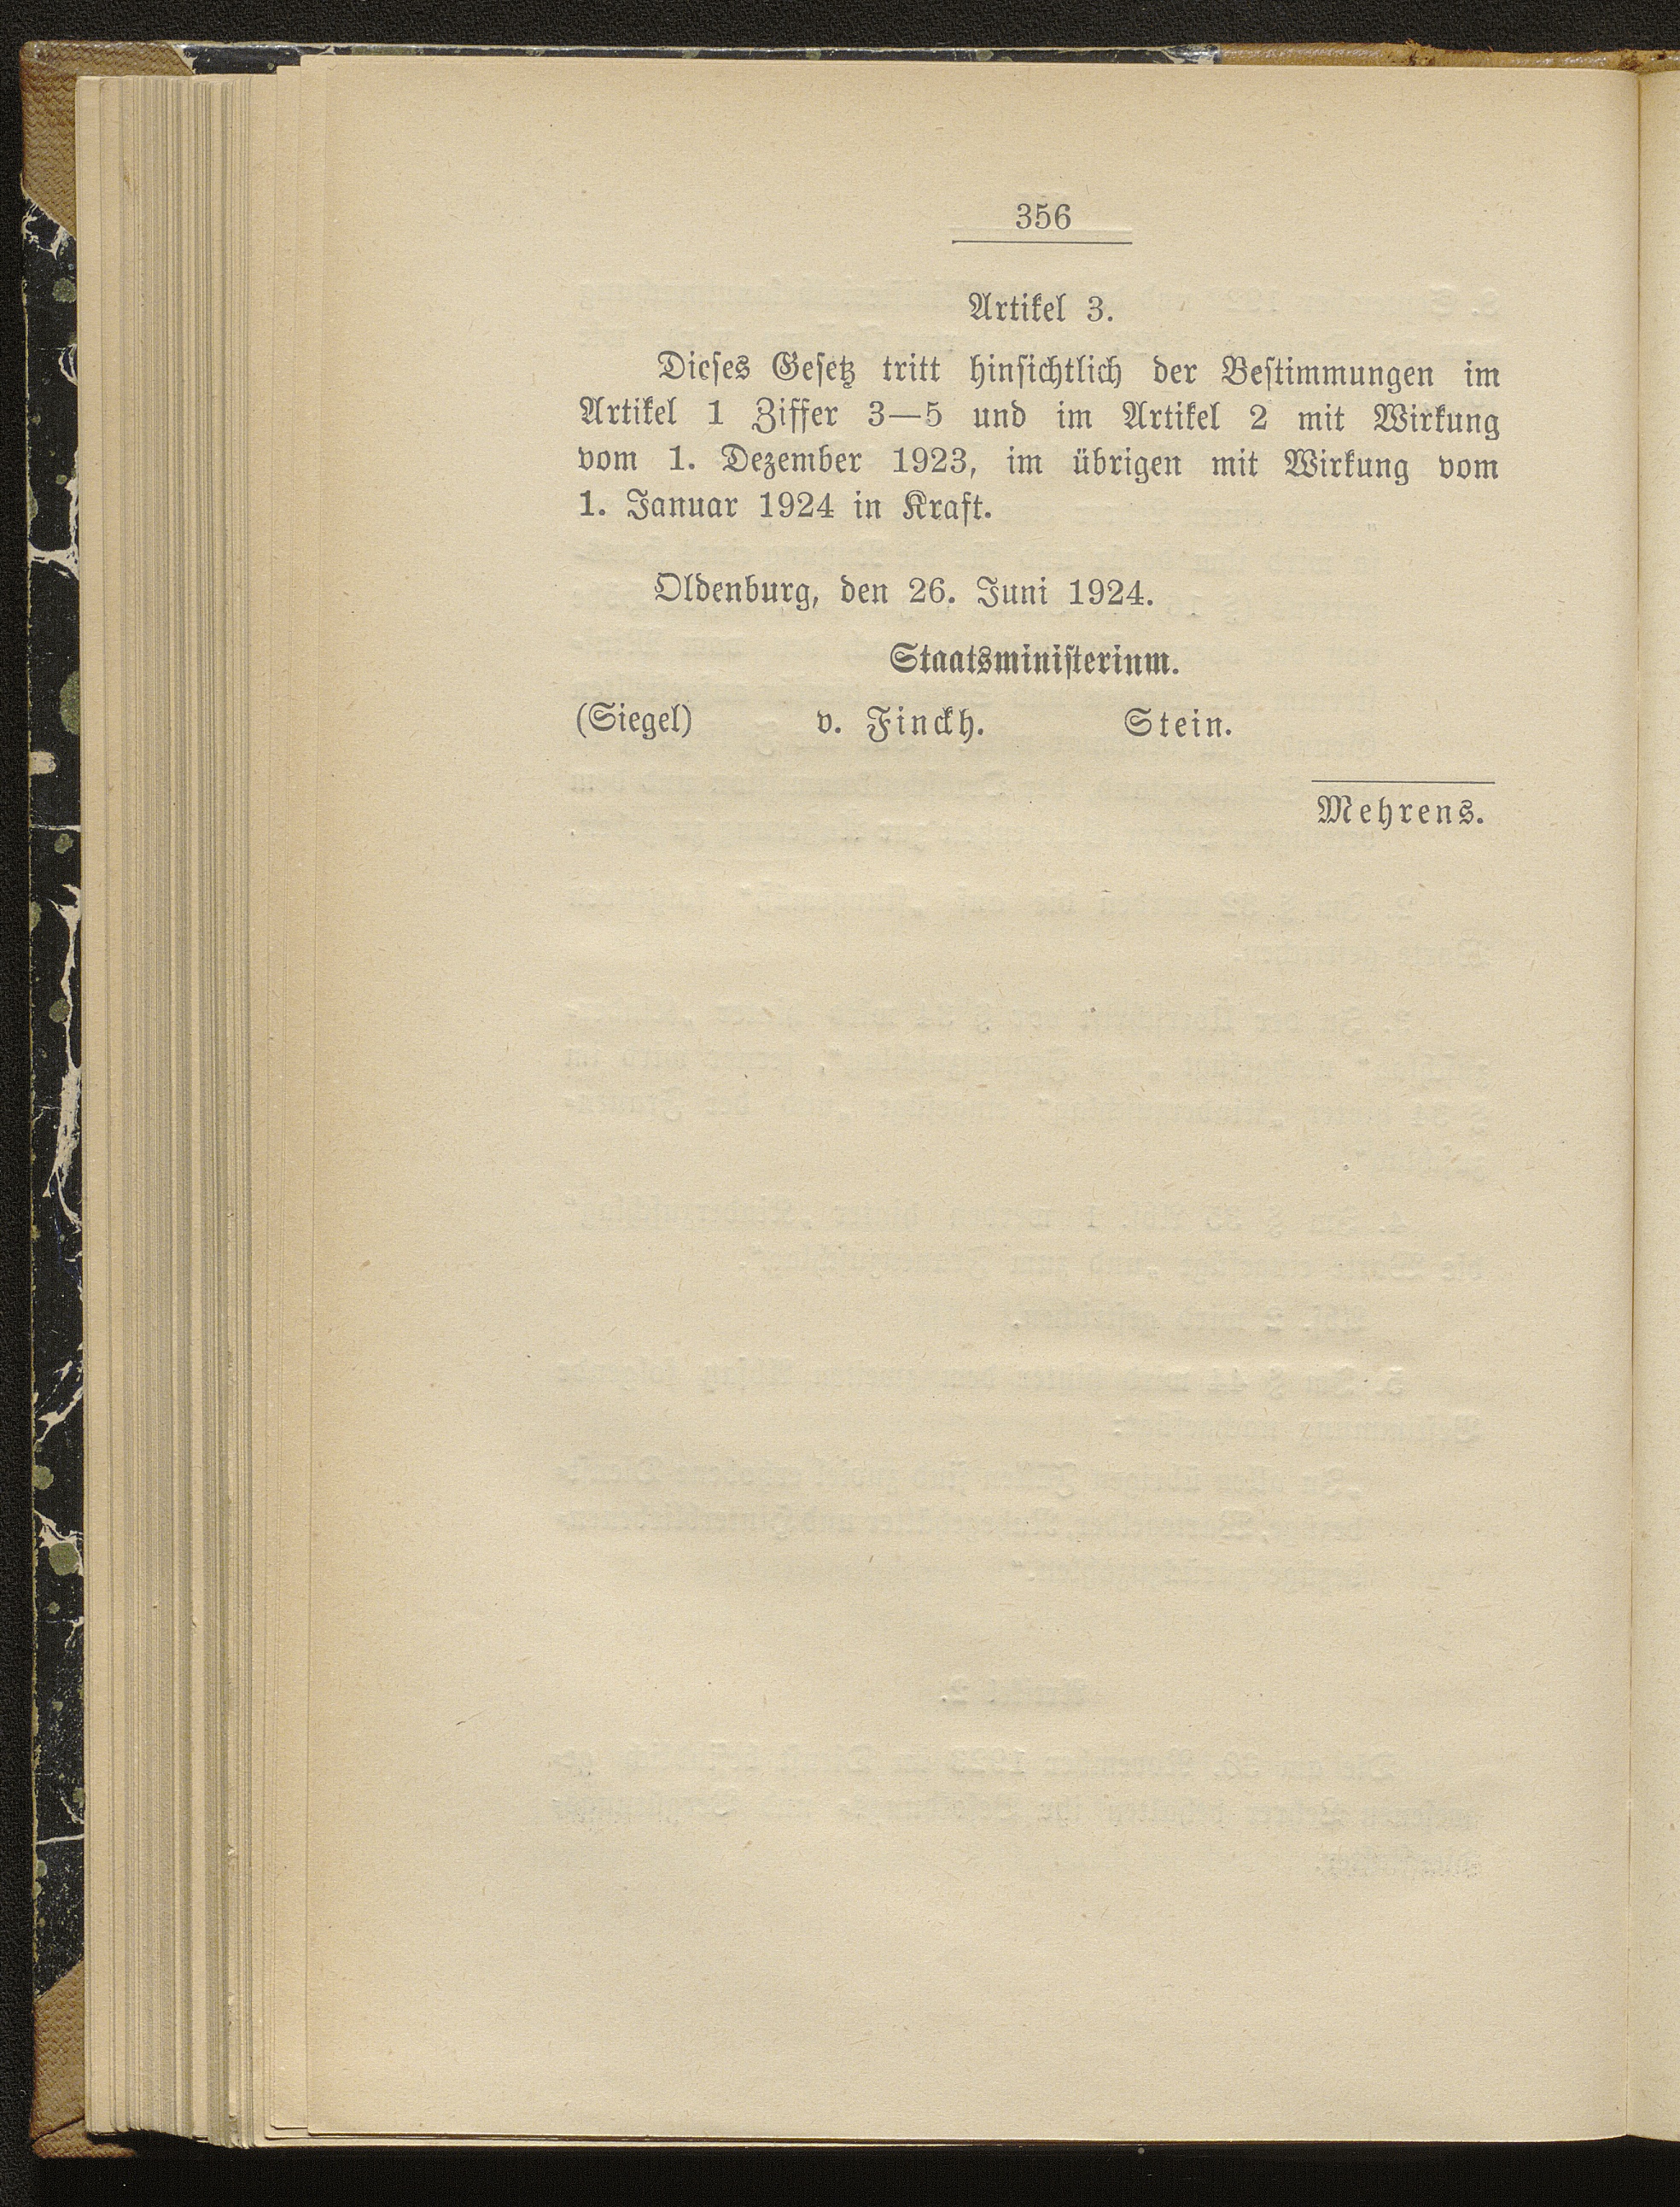 356
Artikel 3.
Dieses Gesetz tritt hinsichtlich der Bestimmungen im
Artikel 1 Ziffer 3—5 und im Artikel 2 mit Wirkung
vom 1. Dezember 1923, im übrigen mit Wirkung vom
1. Januar 1924 in Kraft.
Oldenburg, den 26. Juni 1924.
Staatsministerium.
(Siegel) v. Finckh. Stein.
Mehrens.